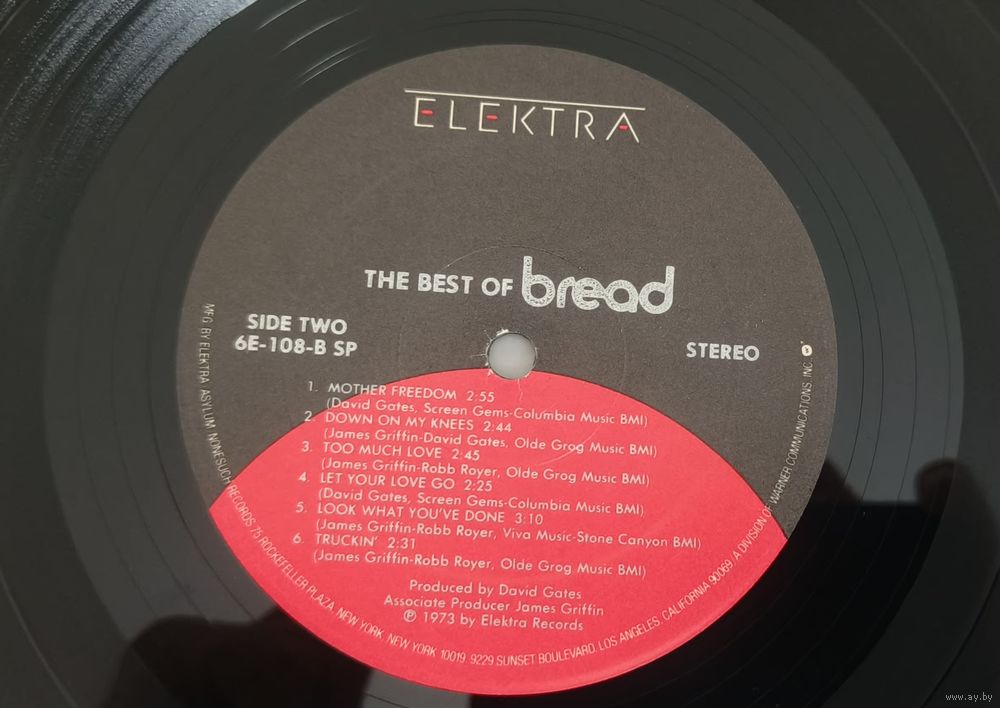 ELEKTRA
THE BEST OF bread
SIDE TWO
6E-108-B SP
STEREO
1. MOTHER FREEDOM 2:55
(David Gates, Screen Gems-Columbia Music BMI)
2. DOWN ON MY KNEES 2:44
(James Griffin-David Gates, Olde Grog Music BMI)
3. TOO MUCH LOVE 2:45
(James Griffin-Robb Royer, Olde Grog Music BMI)
4. LET YOUR LOVE GO 2:25
(David Gates, Screen Gems-Columbia Music BMI)
5. LOOK WHAT YOU'VE DONE 3:10
(James Griffin-Robb Royer, Viva Music-Stone Canyon BMI)
6. TRUCKIN' 2:31
(James Griffin-Robb Royer, Olde Grog Music BMI)
Produced by David Gates
Associate Producer James Griffin
℗ 1973 by Elektra Records
MFG. BY ELEKTRA ASYLUM NONESUCH RECORDS, 75 ROCKEFELLER PLAZA, NEW YORK, NEW YORK 10019. 9229 SUNSET BOULEVARD, LOS ANGELES, CALIFORNIA 90069. A DIVISION OF WARNER COMMUNICATIONS INC.
www.ay.by